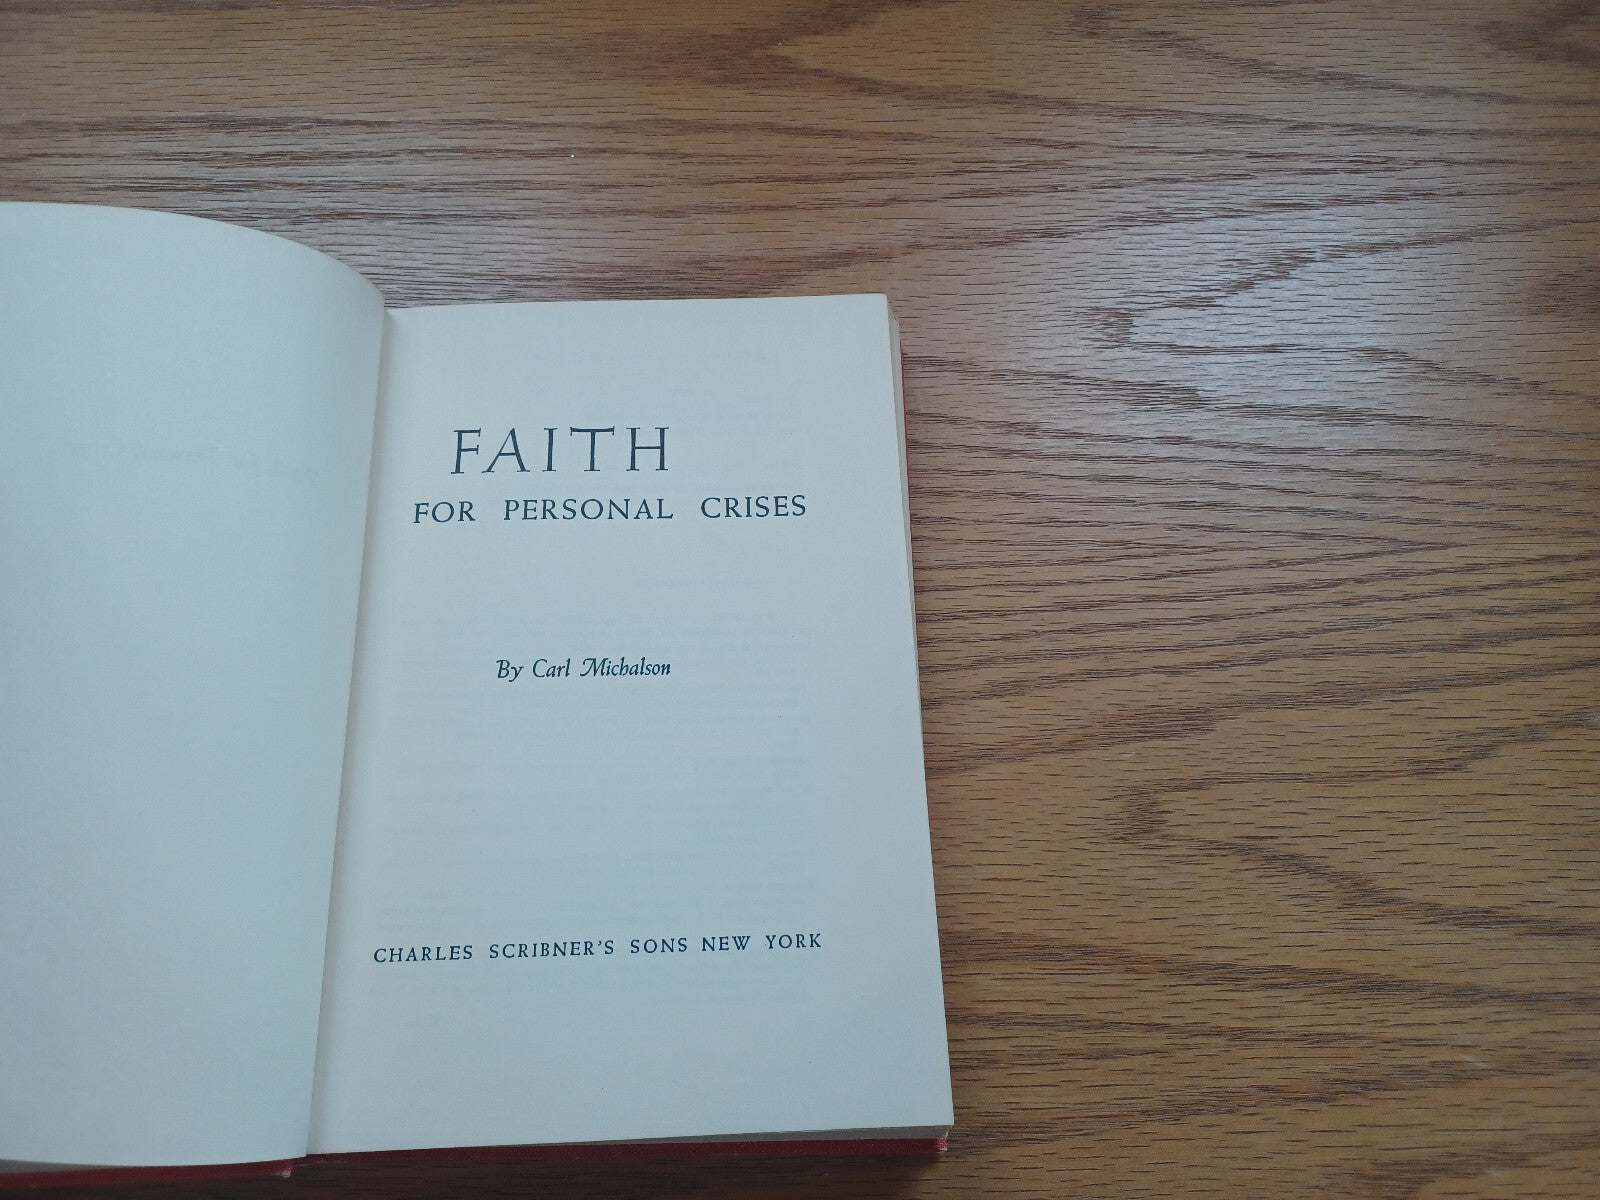 FAITH
FOR PERSONAL CRISES
By Carl Michalson
CHARLES SCRIBNER'S SONS NEW YORK